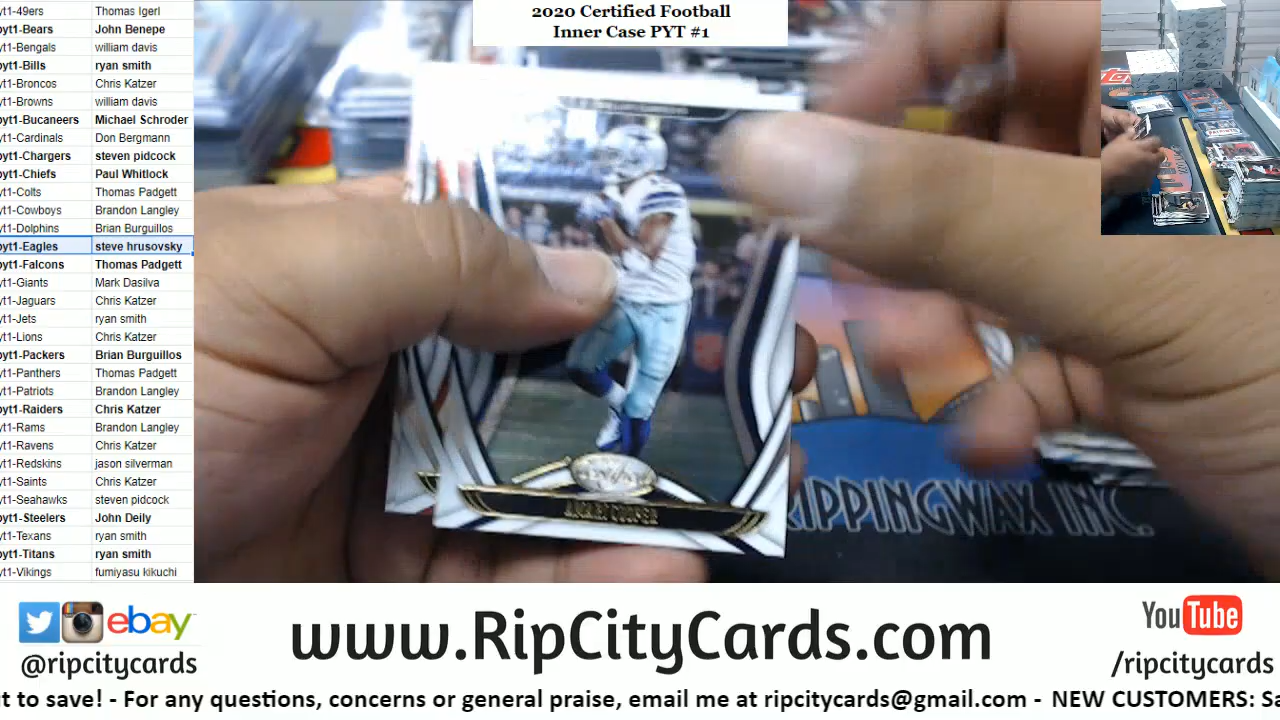 2020 Certified Football
Inner Case PYT #1
yt1-49ers Thomas Igerl
pyt1-Bears John Benepe
yt1-Bengals william davis
pyt1-Bills ryan smith
yt1-Broncos Chris Katzer
yt1-Browns william davis
pyt1-Bucaneers Michael Schroder
yt1-Cardinals Don Bergmann
pyt1-Chargers steven pidcock
pyt1-Chiefs Paul Whitlock
yt1-Colts Thomas Padgett
yt1-Cowboys Brandon Langley
yt1-Dolphins Brian Burguillos
pyt1-Eagles steve hrusovsky
pyt1-Falcons Thomas Padgett
yt1-Giants Mark Dasilva
yt1-Jaguars Chris Katzer
yt1-Jets ryan smith
yt1-Lions Chris Katzer
pyt1-Packers Brian Burguillos
yt1-Panthers Thomas Padgett
yt1-Patriots Brandon Langley
pyt1-Raiders Chris Katzer
yt1-Rams Brandon Langley
yt1-Ravens Chris Katzer
yt1-Redskins jason silverman
yt1-Saints Chris Katzer
yt1-Seahawks steven pidcock
pyt1-Steelers John Deily
yt1-Texans ryan smith
pyt1-Titans ryan smith
yt1-Vikings fumiyasu kikuchi
AMARI COOPER
RIPPINGWAX INC.
ebay
@ripcitycards
www.RipCityCards.com
YouTube
/ripcitycards
t to save! - For any questions, concerns or general praise, email me at ripcitycards@gmail.com - NEW CUSTOMERS: Sa